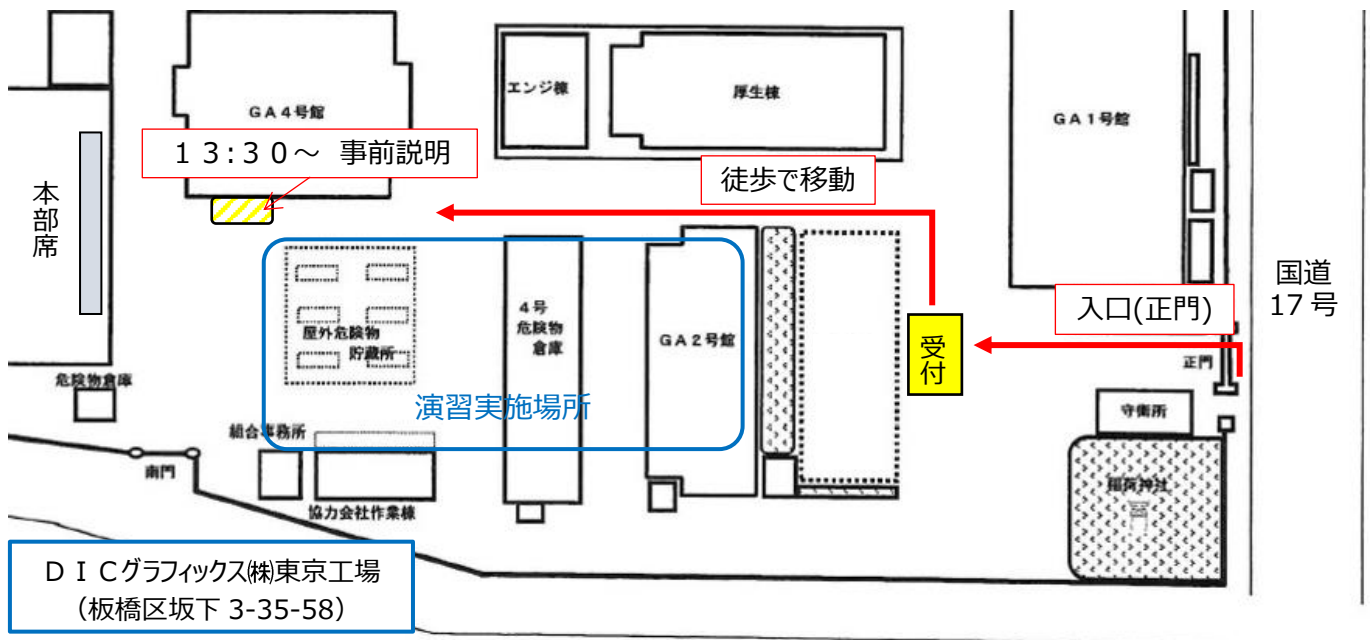 エンジ棟
厚生棟
GA4号館
GA1号館
13:30～ 事前説明
徒歩で移動
本部席
国道
17号
入口(正門)
屋外危険物
貯蔵所
4号
危険物
倉庫
GA2号館
受付
正門
危険物倉庫
演習実施場所
守衛所
組合事務所
南門
稲荷神社
協力会社作業棟
DICグラフィックス㈱東京工場
（板橋区坂下 3-35-58）